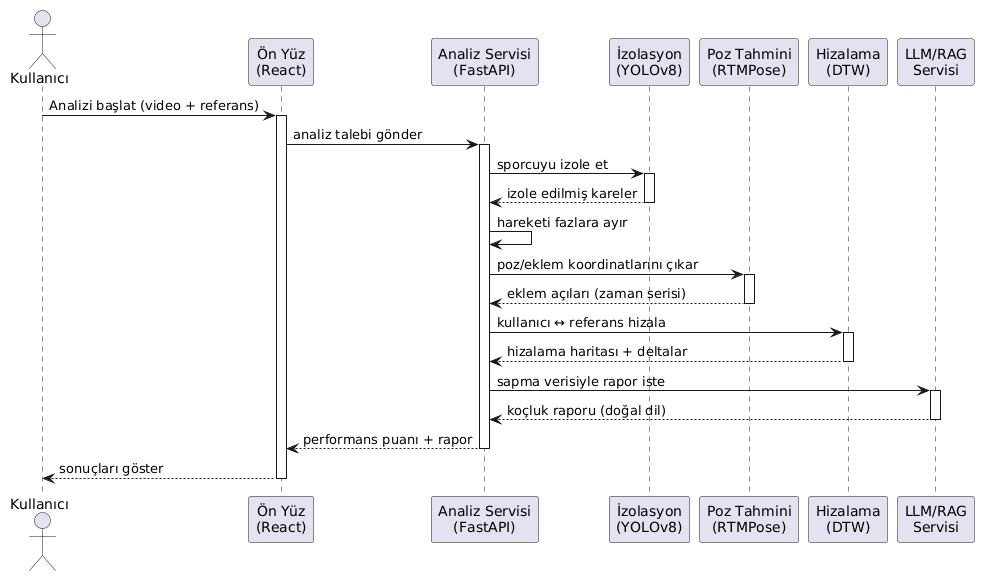 Kullanıcı
Ön Yüz
(React)
Analiz Servisi
(FastAPI)
İzolasyon
(YOLOv8)
Poz Tahmini
(RTMPose)
Hizalama
(DTW)
LLM/RAG
Servisi
Analizi başlat (video + referans)
analiz talebi gönder
sporcuyu izole et
izole edilmiş kareler
hareketi fazlara ayır
poz/eklem koordinatlarını çıkar
eklem açıları (zaman serisi)
kullanıcı ↔ referans hizala
hizalama haritası + deltalar
sapma verisiyle rapor iste
koçluk raporu (doğal dil)
performans puanı + rapor
sonuçları göster
Kullanıcı
Ön Yüz
(React)
Analiz Servisi
(FastAPI)
İzolasyon
(YOLOv8)
Poz Tahmini
(RTMPose)
Hizalama
(DTW)
LLM/RAG
Servisi